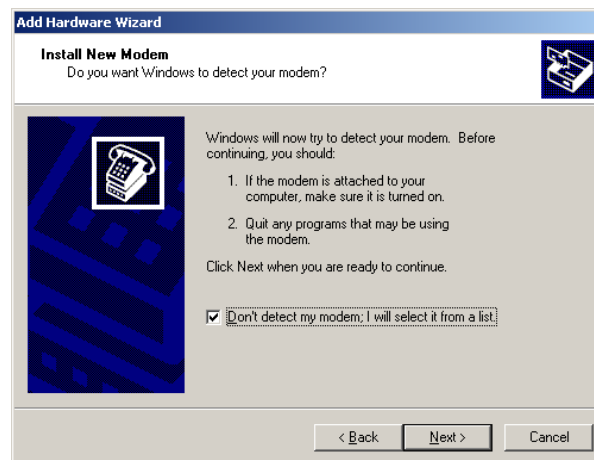 Add Hardware Wizard
Install New Modem
Do you want Windows to detect your modem?
Windows will now try to detect your modem. Before
continuing, you should:
1. If the modem is attached to your
computer, make sure it is turned on.
2. Quit any programs that may be using
the modem.
Click Next when you are ready to continue.
Don't detect my modem; I will select it from a list.
< Back
Next >
Cancel